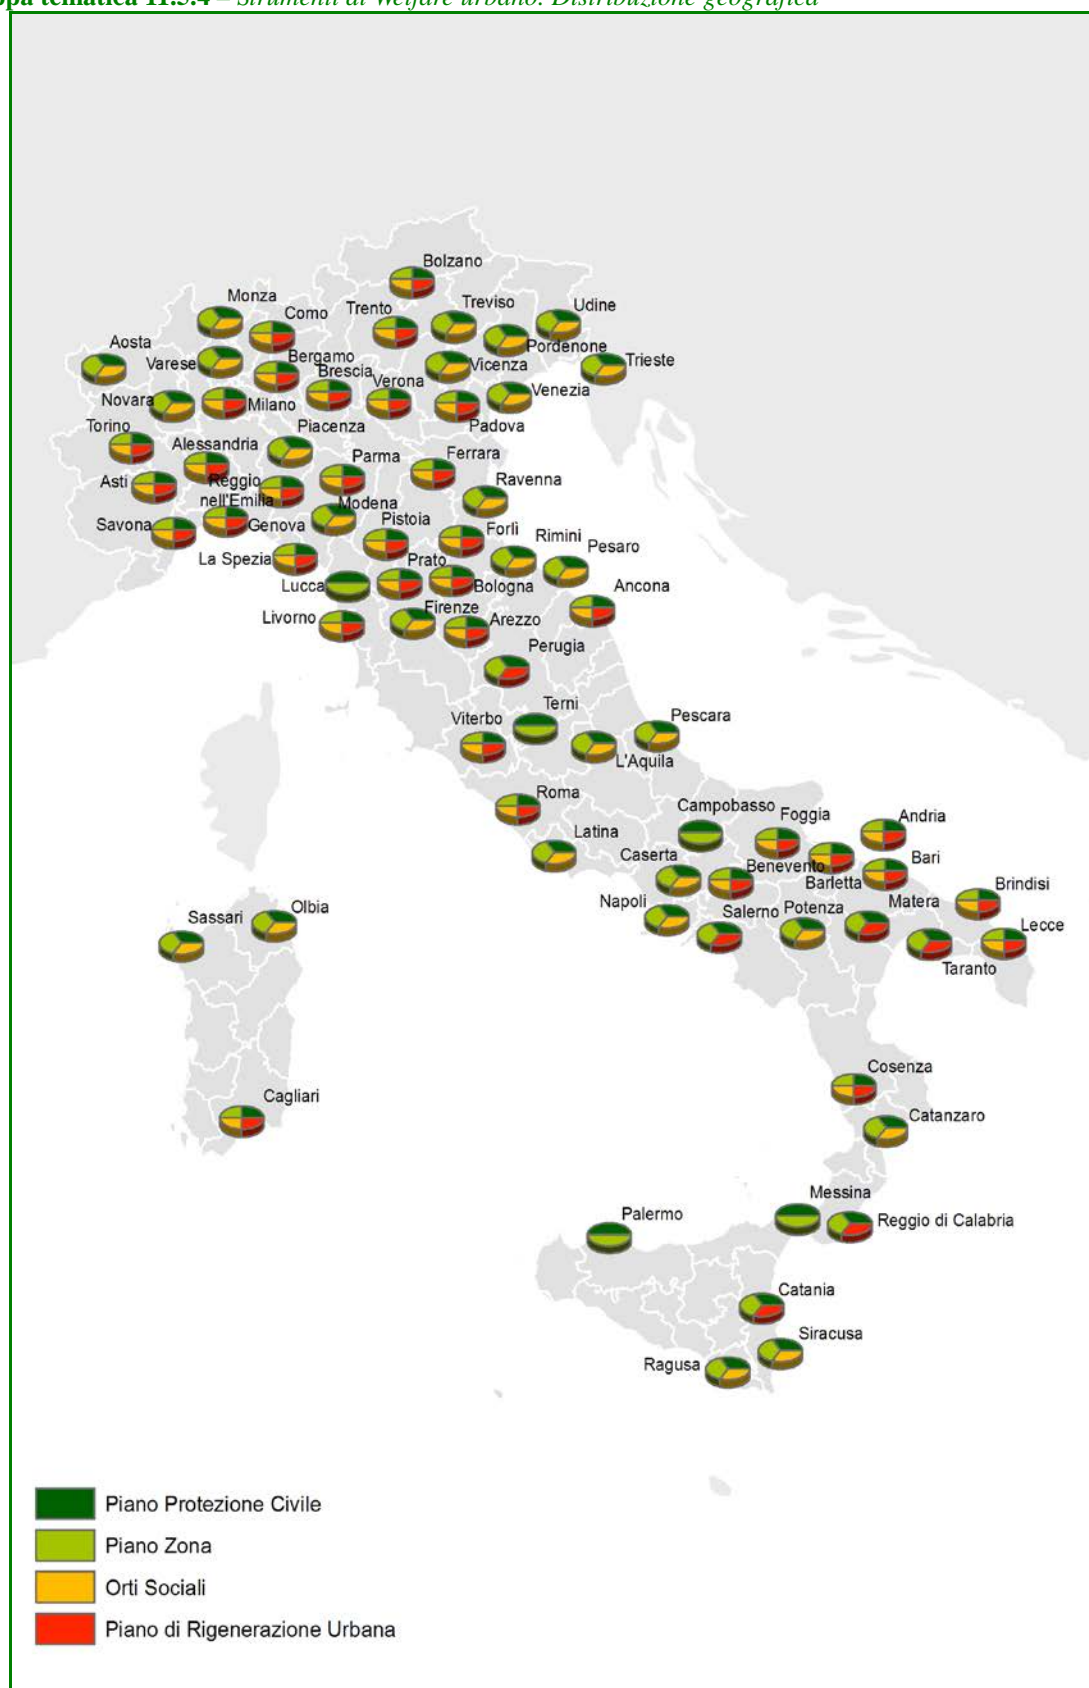 tematica 11.3.4 – Strumenti di Welfare urbano: Distribuzione geografica
Bolzano
Monza
Treviso
Udine
Como
Trento
Aosta
Pordenone
Varese
Bergamo
Trieste
Brescia
Vicenza
Verona
Venezia
Novara
Milano
Padova
Torino
Piacenza
Alessandria
Parma
Ferrara
Asti
Reggio
nell'Emilia
Ravenna
Modena
Savona
Genova
Pistoia
Forlì
Rimini
Pesaro
La Spezia
Prato
Lucca
Bologna
Ancona
Livorno
Firenze
Arezzo
Perugia
Terni
Viterbo
Pescara
L'Aquila
Roma
Campobasso
Foggia
Andria
Latina
Caserta
Benevento
Bari
Barletta
Brindisi
Napoli
Salerno
Potenza
Matera
Lecce
Sassari
Olbia
Taranto
Cosenza
Cagliari
Catanzaro
Messina
Palermo
Reggio di Calabria
Catania
Siracusa
Ragusa
Piano Protezione Civile
Piano Zona
Orti Sociali
Piano di Rigenerazione Urbana